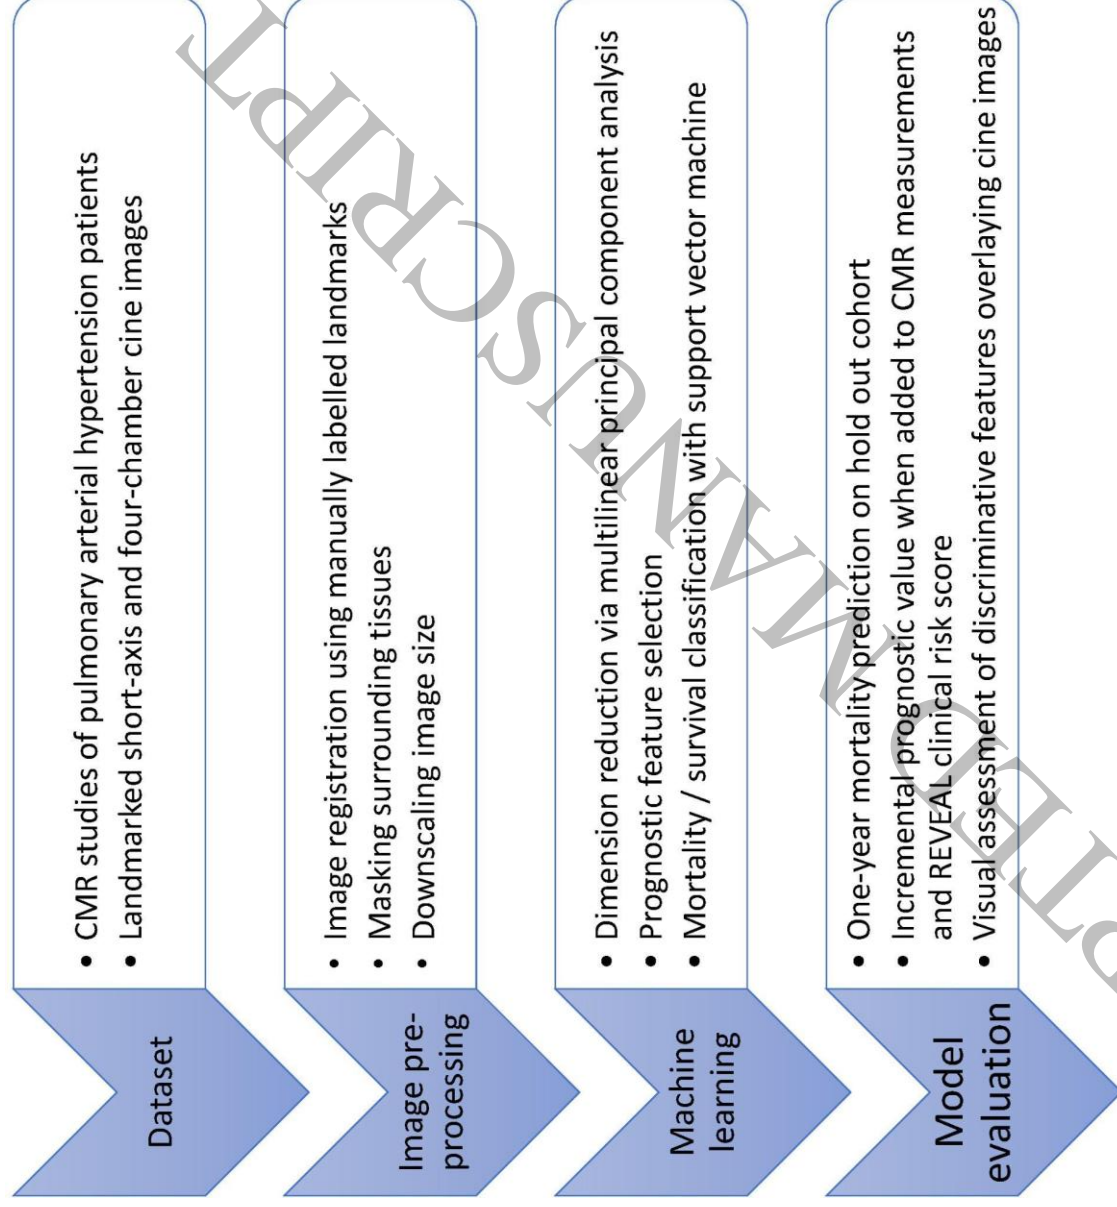 Dataset
• CMR studies of pulmonary arterial hypertension patients
• Landmarked short-axis and four-chamber cine images
Image pre-
processing
• Image registration using manually labelled landmarks
• Masking surrounding tissues
• Downscaling image size
Machine
learning
• Dimension reduction via multilinear principal component analysis
• Prognostic feature selection
• Mortality / survival classification with support vector machine
Model
evaluation
• One-year mortality prediction on hold out cohort
• Incremental prognostic value when added to CMR measurements
and REVEAL clinical risk score
• Visual assessment of discriminative features overlaying cine images
PTED MANUSCRIPT